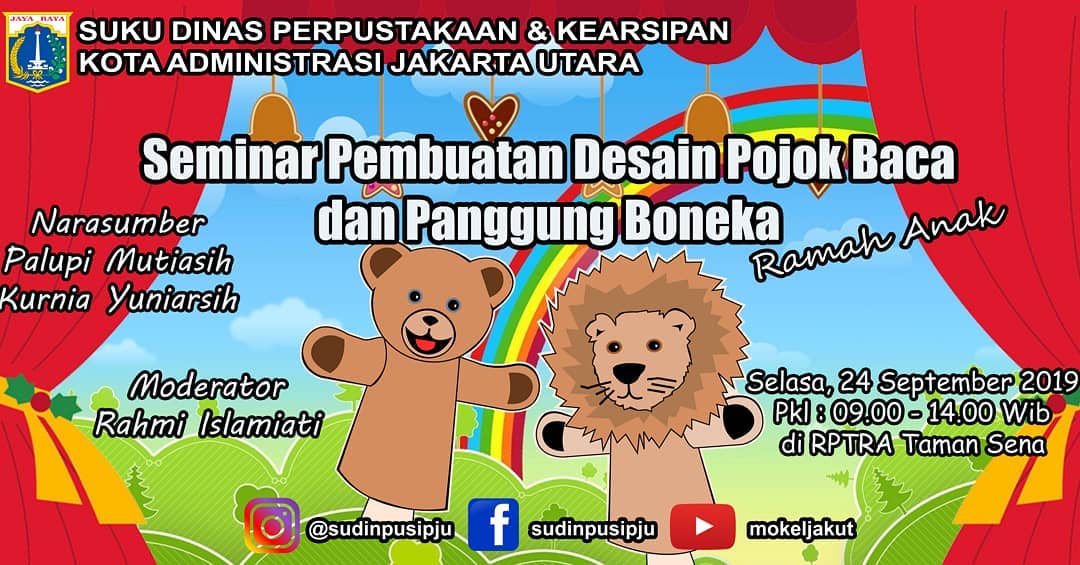 JAYA RAYA
SUKU DINAS PERPUSTAKAAN & KEARSIPAN
KOTA ADMINISTRASI JAKARTA UTARA
Seminar Pembuatan Desain Pojok Baca
dan Panggung Boneka
Ramah Anak
Narasumber
Palupi Mutiasih
Kurnia Yuniarsih
Moderator
Rahmi Islamiati
Selasa, 24 September 2019
Pkl : 09.00 - 14.00 Wib
di RPTRA Taman Sena
@sudinpusipju
sudinpusipju
mokeljakut